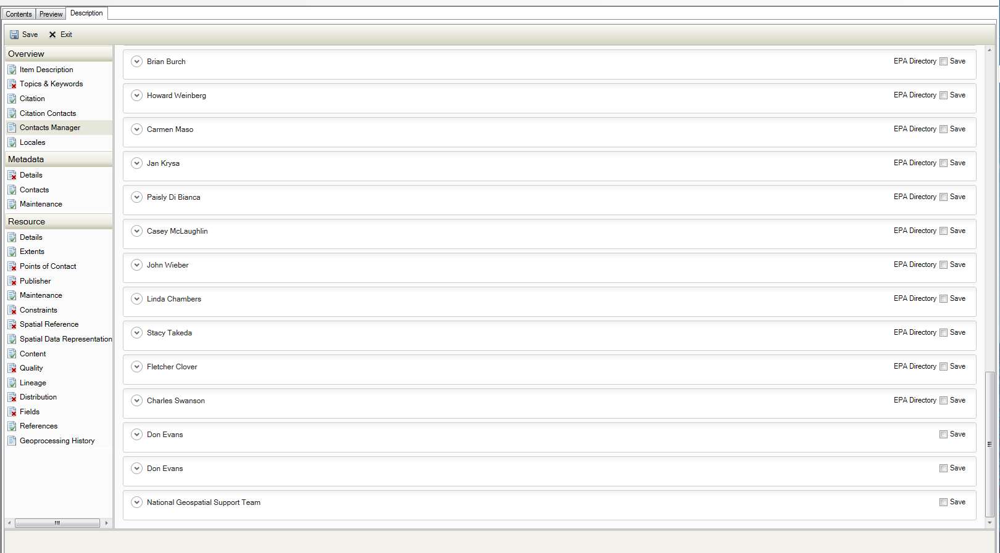 Contents Preview Description
Save Exit
Overview
Item Description
Topics & Keywords
Citation
Citation Contacts
Contacts Manager
Locales
Metadata
Details
Contacts
Maintenance
Resource
Details
Extents
Points of Contact
Publisher
Maintenance
Constraints
Spatial Reference
Spatial Data Representation
Content
Quality
Lineage
Distribution
Fields
References
Geoprocessing History
Brian Burch EPA Directory Save
Howard Weinberg EPA Directory Save
Carmen Maso EPA Directory Save
Jan Krysa EPA Directory Save
Paisly Di Bianca EPA Directory Save
Casey McLaughlin EPA Directory Save
John Wieber EPA Directory Save
Linda Chambers EPA Directory Save
Stacy Takeda EPA Directory Save
Fletcher Clover EPA Directory Save
Charles Swanson EPA Directory Save
Don Evans Save
Don Evans Save
National Geospatial Support Team Save